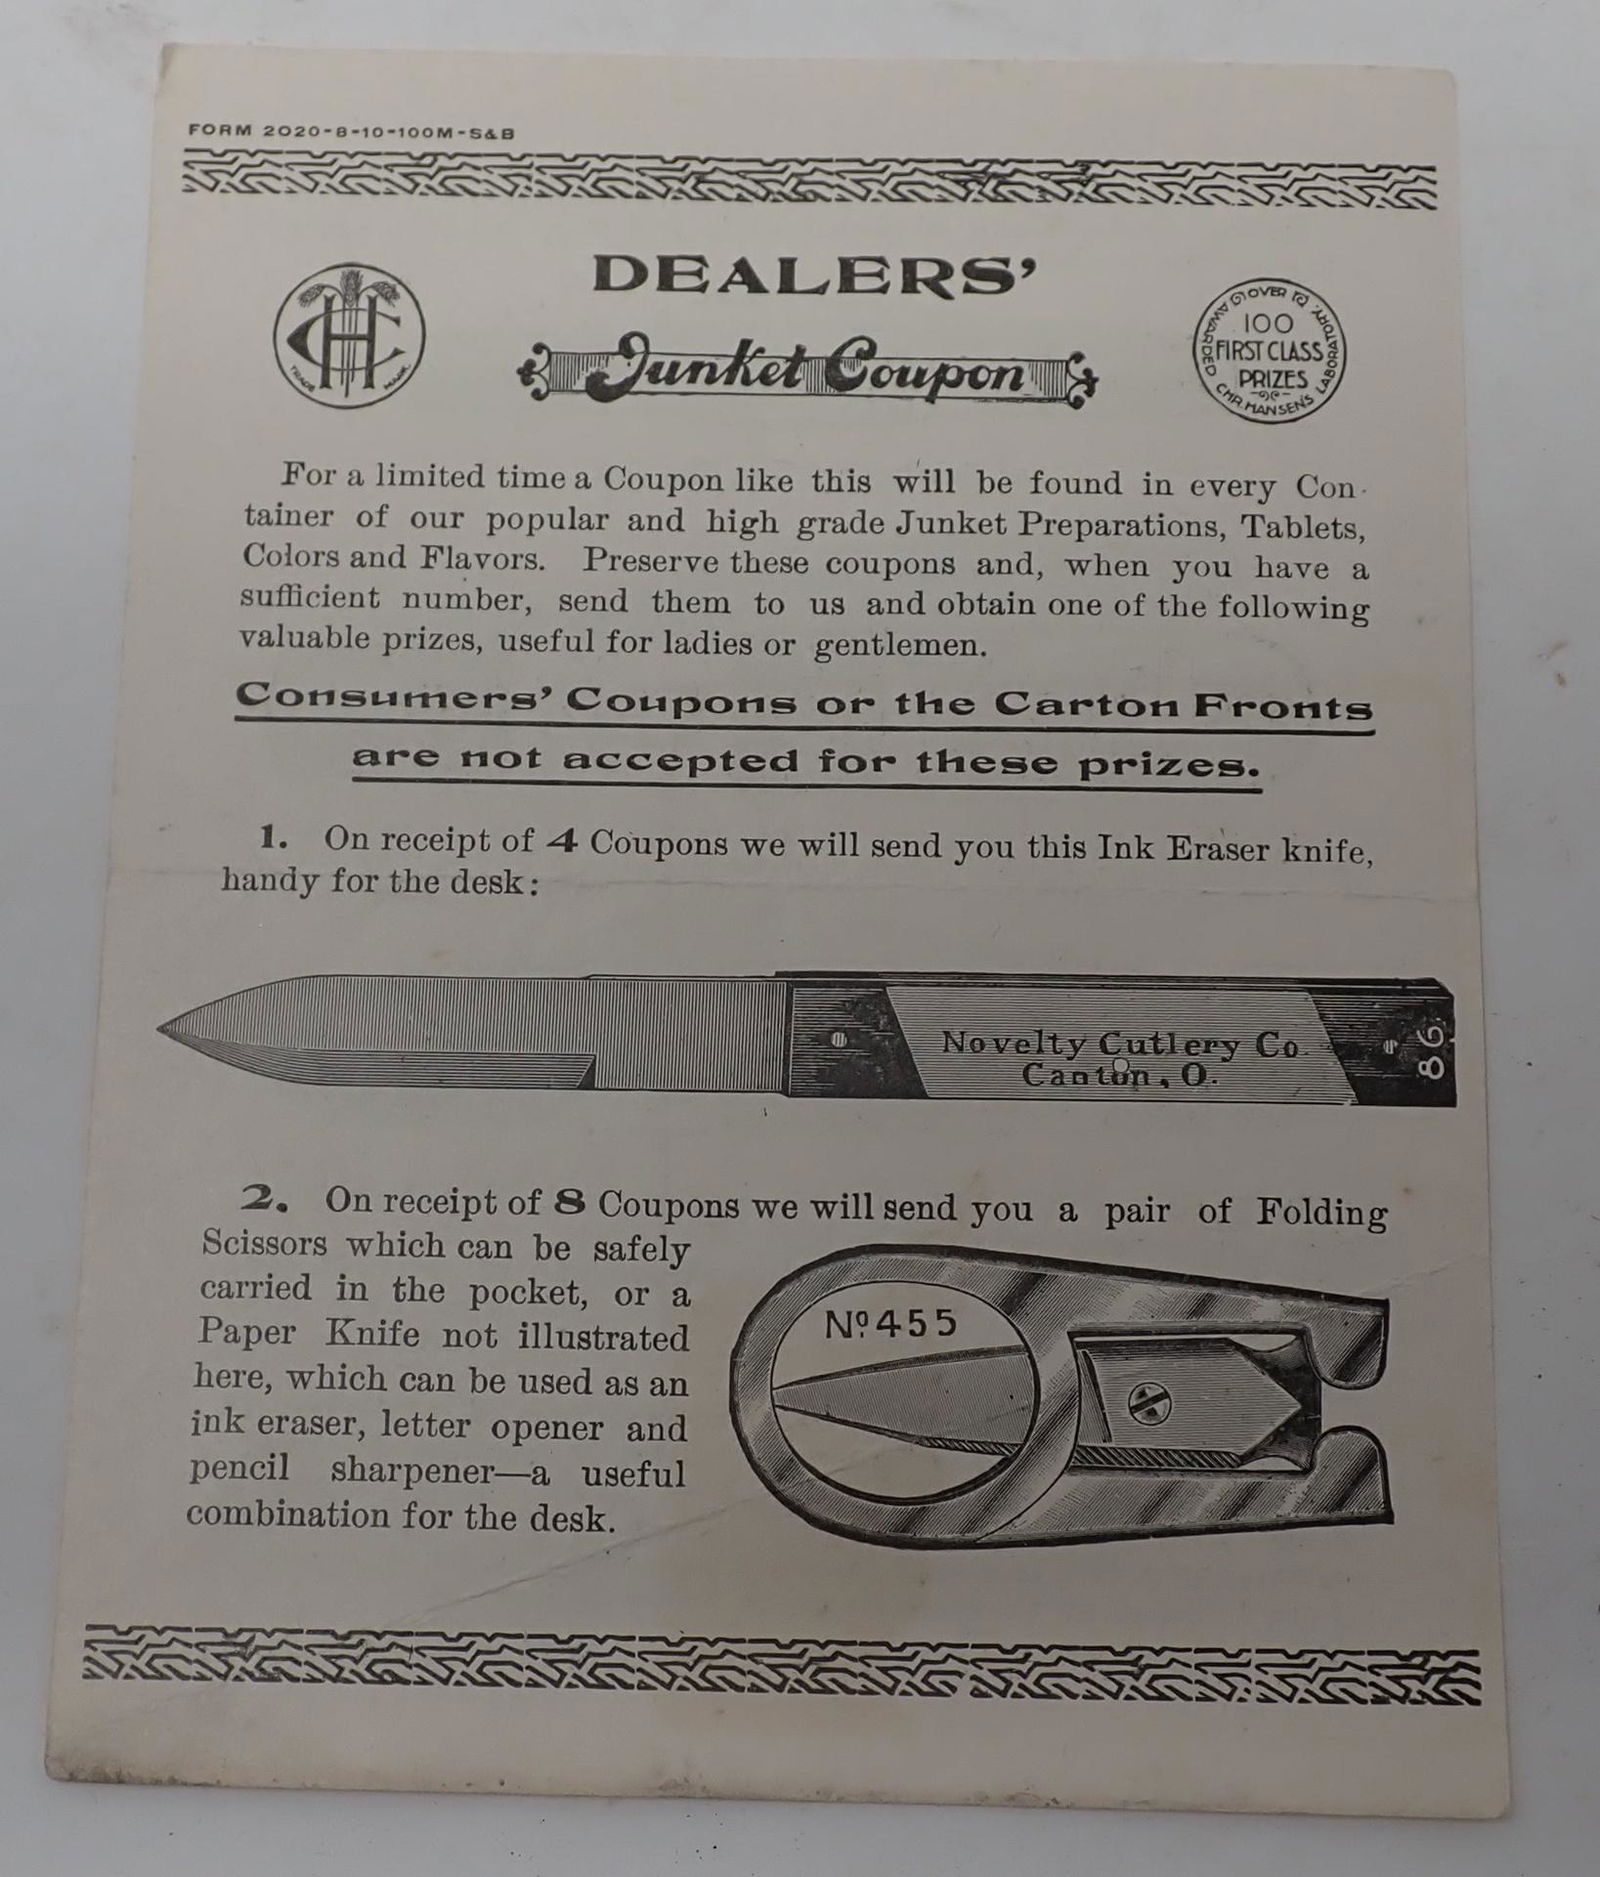 FORM 2020-8-10-100M-S&B
DEALERS’
CHL
TRADE MARK
Junket Coupon
AWARDED OVER TO CHR. HANSEN'S LABORATORY.
100
FIRST CLASS
PRIZES
For a limited time a Coupon like this will be found in every Con-
tainer of our popular and high grade Junket Preparations, Tablets,
Colors and Flavors. Preserve these coupons and, when you have a
sufficient number, send them to us and obtain one of the following
valuable prizes, useful for ladies or gentlemen.
Consumers’ Coupons or the Carton Fronts
are not accepted for these prizes.
1. On receipt of 4 Coupons we will send you this Ink Eraser knife,
handy for the desk:
Novelty Cutlery Co.
Canton, O.
86
2. On receipt of 8 Coupons we will send you a pair of Folding
Scissors which can be safely
carried in the pocket, or a
Paper Knife not illustrated
here, which can be used as an
ink eraser, letter opener and
pencil sharpener—a useful
combination for the desk.
Nº 455